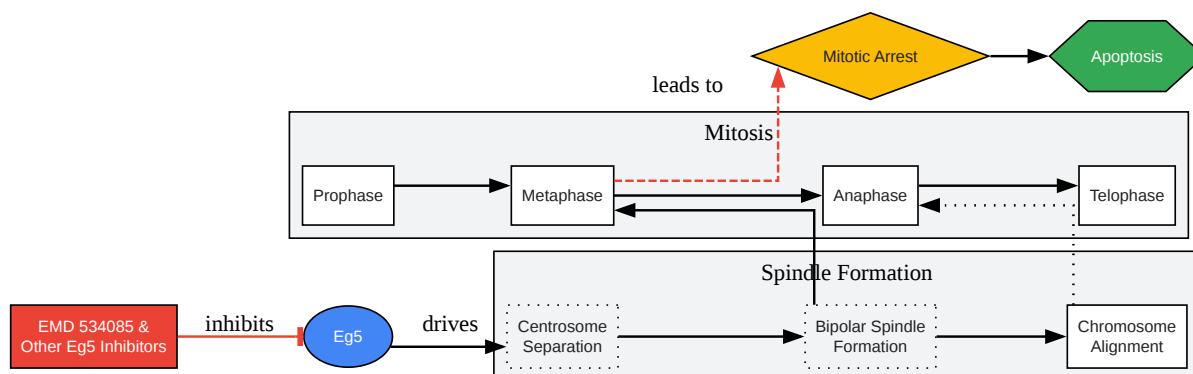 Mitotic Arrest
Apoptosis
leads to
Mitosis
Prophase
Metaphase
Anaphase
Telophase
Spindle Formation
EMD 534085 &
Other Eg5 Inhibitors
inhibits
Eg5
drives
Centrosome
Separation
Bipolar Spindle
Formation
Chromosome
Alignment